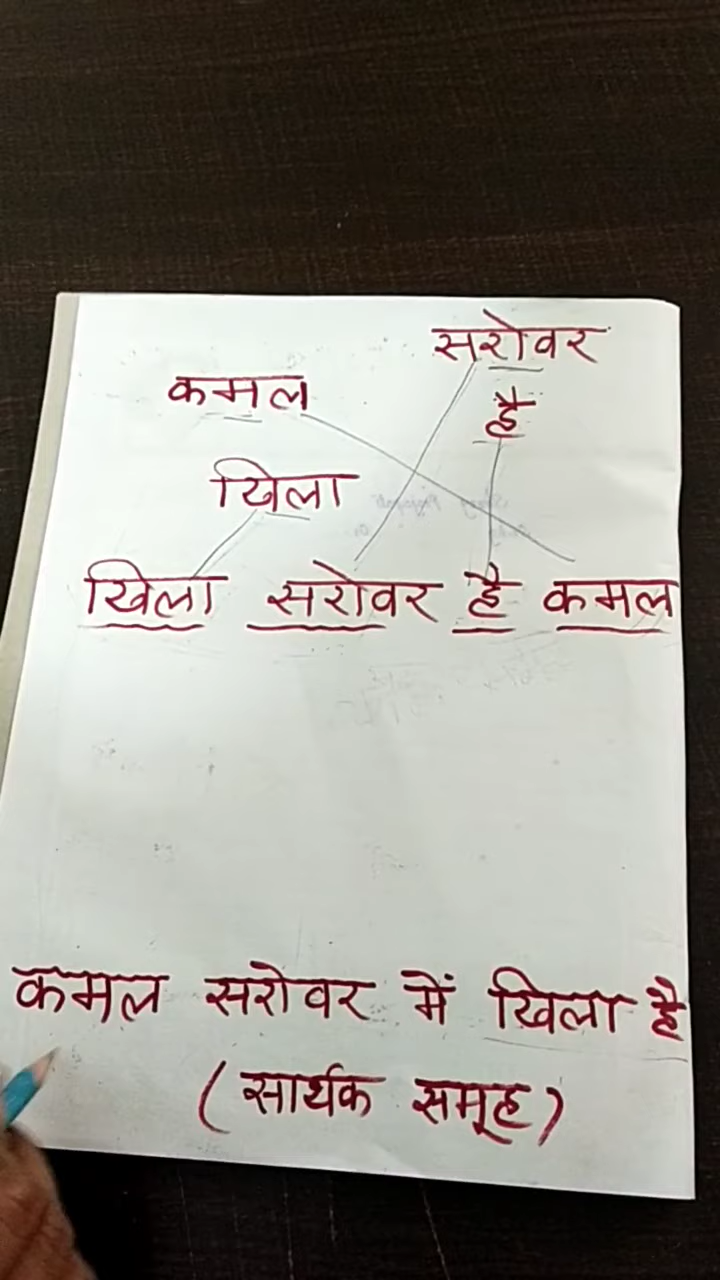 सरोवर
कमल
है
खिला
खिला सरोवर है कमल
कमल सरोवर में खिला है
(सार्थक समूह)